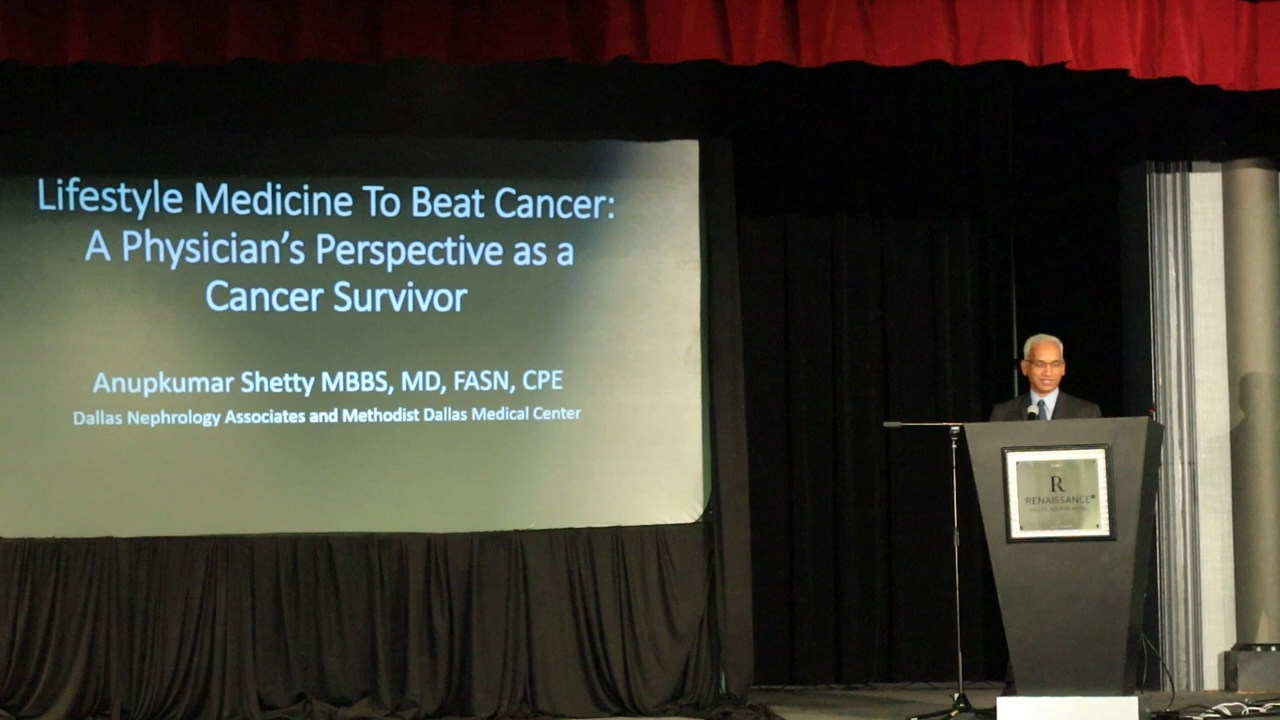 Lifestyle Medicine To Beat Cancer:
A Physician's Perspective as a
Cancer Survivor
Anupkumar Shetty MBBS, MD, FASN, CPE
Dallas Nephrology Associates and Methodist Dallas Medical Center
R
RENAISSANCE